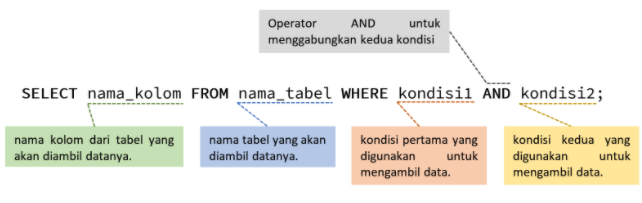 Operator AND untuk
menggabungkan kedua kondisi
SELECT nama_kolom FROM nama_tabel WHERE kondisi1 AND kondisi2;
nama kolom dari tabel yang
akan diambil datanya.
nama tabel yang akan
diambil datanya.
kondisi pertama yang
digunakan untuk
mengambil data.
kondisi kedua yang
digunakan untuk
mengambil data.